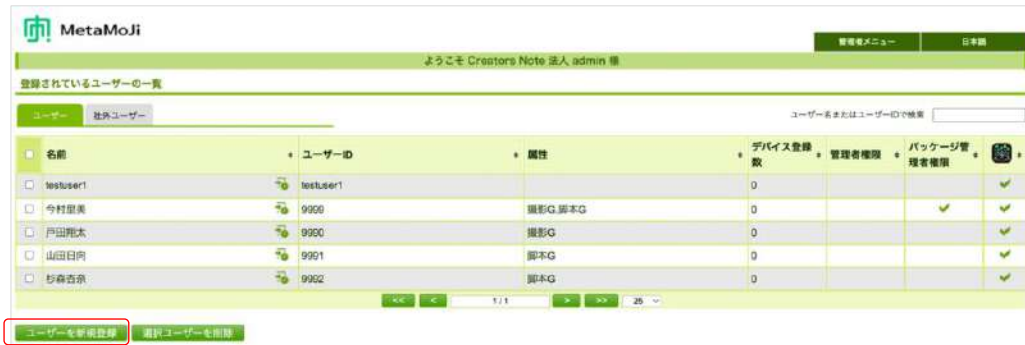 MetaMoJi
管理者メニュー 日本語
ようこそ Creators Note 法人 admin 様
登録されているユーザーの一覧
ユーザー 社外ユーザー ユーザー名またはユーザーIDで検索
名前 ユーザーID 属性 デバイス登録数 管理者権限 パッケージ管理者権限
testuser1 testuser1 0
今村里美 9999 撮影G,脚本G 0
戸田翔太 9990 撮影G 0
山田日向 9991 脚本G 0
杉森杏奈 9992 脚本G 0
<< < 1 / 1 > >> 25
ユーザーを新規登録 選択ユーザーを削除